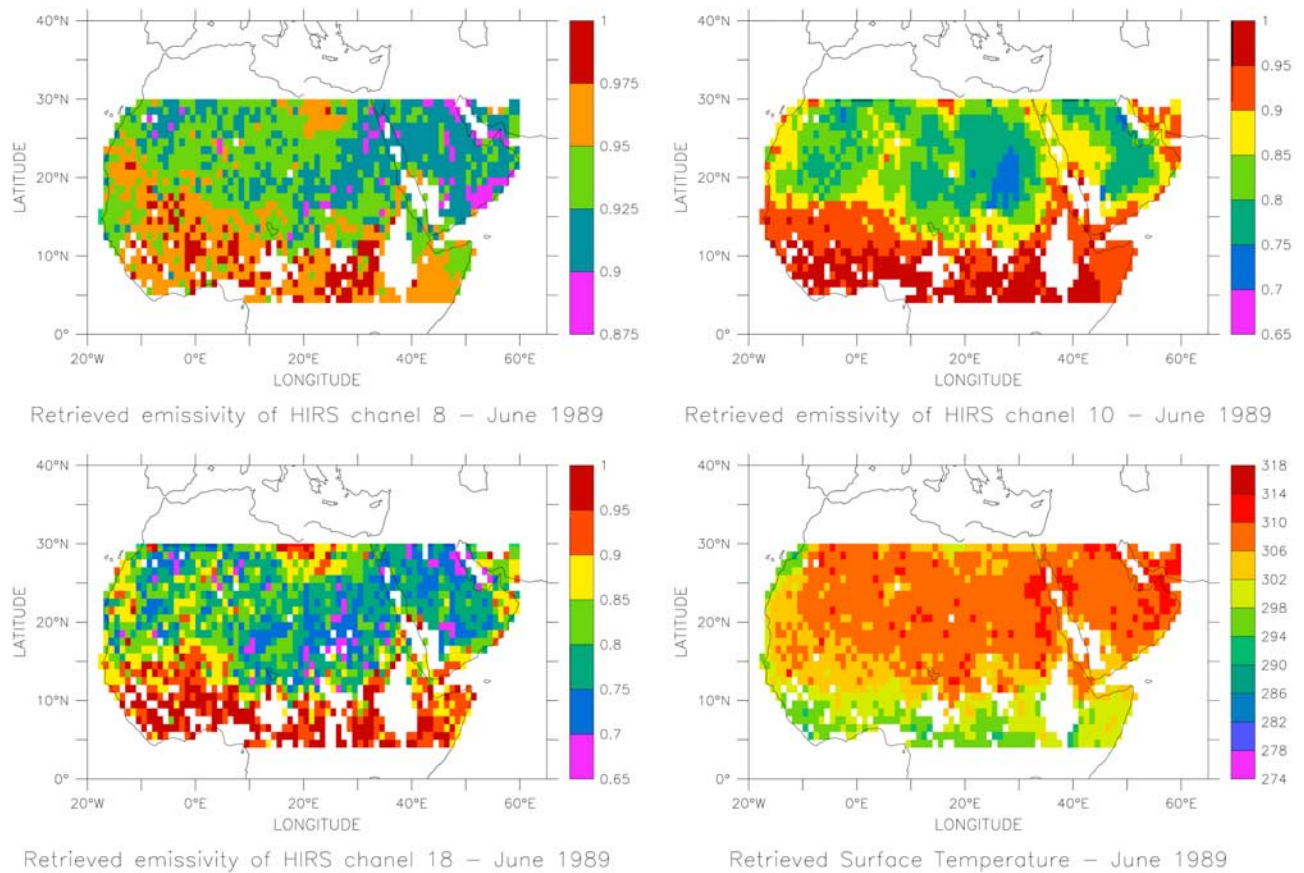 40°N
30°N
20°N
10°N
0°
LATITUDE
20°W 0°E 20°E 40°E 60°E
LONGITUDE
1
0.975
0.95
0.925
0.9
0.875
Retrieved emissivity of HIRS chanel 8 – June 1989
40°N
30°N
20°N
10°N
0°
LATITUDE
20°W 0°E 20°E 40°E 60°E
LONGITUDE
1
0.95
0.9
0.85
0.8
0.75
0.7
0.65
Retrieved emissivity of HIRS chanel 10 – June 1989
40°N
30°N
20°N
10°N
0°
LATITUDE
20°W 0°E 20°E 40°E 60°E
LONGITUDE
1
0.95
0.9
0.85
0.8
0.75
0.7
0.65
Retrieved emissivity of HIRS chanel 18 – June 1989
40°N
30°N
20°N
10°N
0°
LATITUDE
20°W 0°E 20°E 40°E 60°E
LONGITUDE
318
314
310
306
302
298
294
290
286
282
278
274
Retrieved Surface Temperature – June 1989